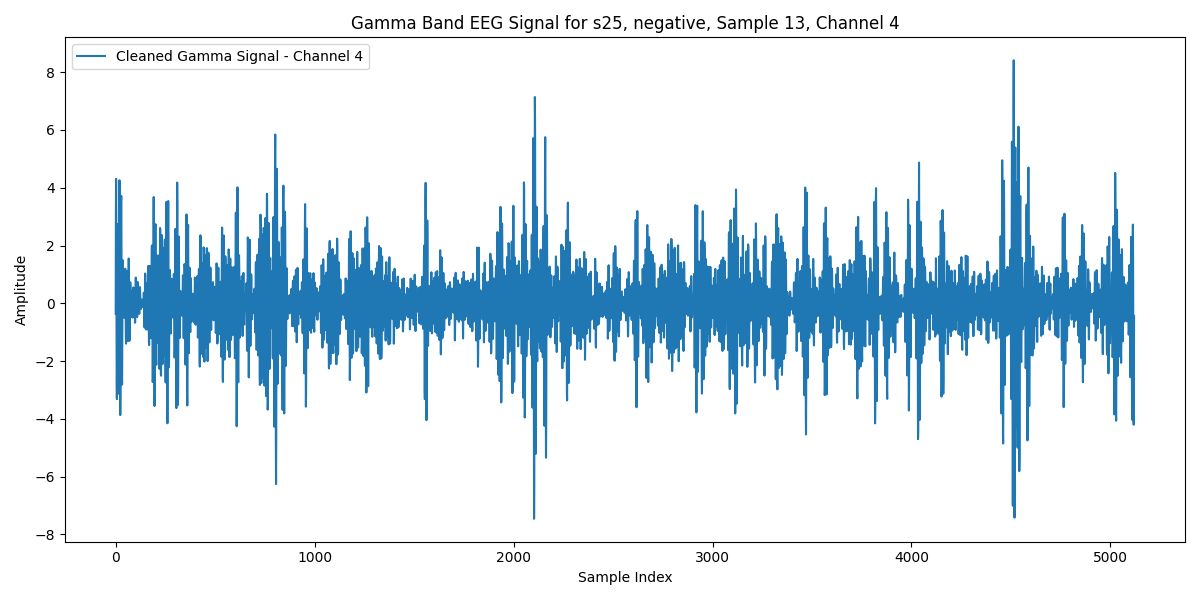 Gamma Band EEG Signal for s25, negative, Sample 13, Channel 4
Cleaned Gamma Signal - Channel 4
8
6
4
2
0
−2
−4
−6
−8
Amplitude
0 1000 2000 3000 4000 5000
Sample Index